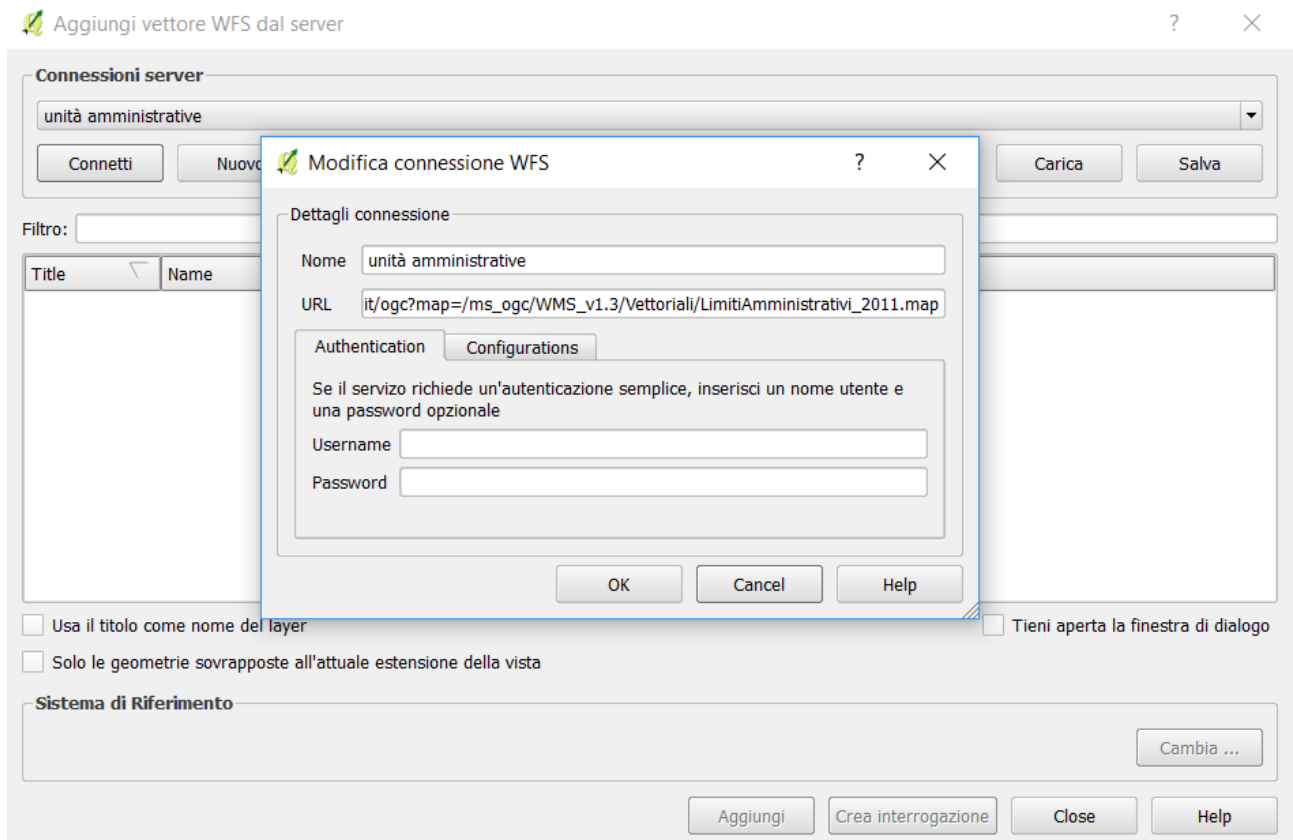 Aggiungi vettore WFS dal server ?
Connessioni server
unità amministrative
Connetti Nuovo Carica Salva
Modifica connessione WFS ?
Dettagli connessione
Nome unità amministrative
URL it/ogc?map=/ms_ogc/WMS_v1.3/Vettoriali/LimitiAmministrativi_2011.map
Authentication Configurations
Se il servizo richiede un'autenticazione semplice, inserisci un nome utente e
una password opzionale
Username
Password
OK Cancel Help
Filtro:
Title Name
Usa il titolo come nome del layer Tieni aperta la finestra di dialogo
Solo le geometrie sovrapposte all'attuale estensione della vista
Sistema di Riferimento
Cambia ...
Aggiungi Crea interrogazione Close Help